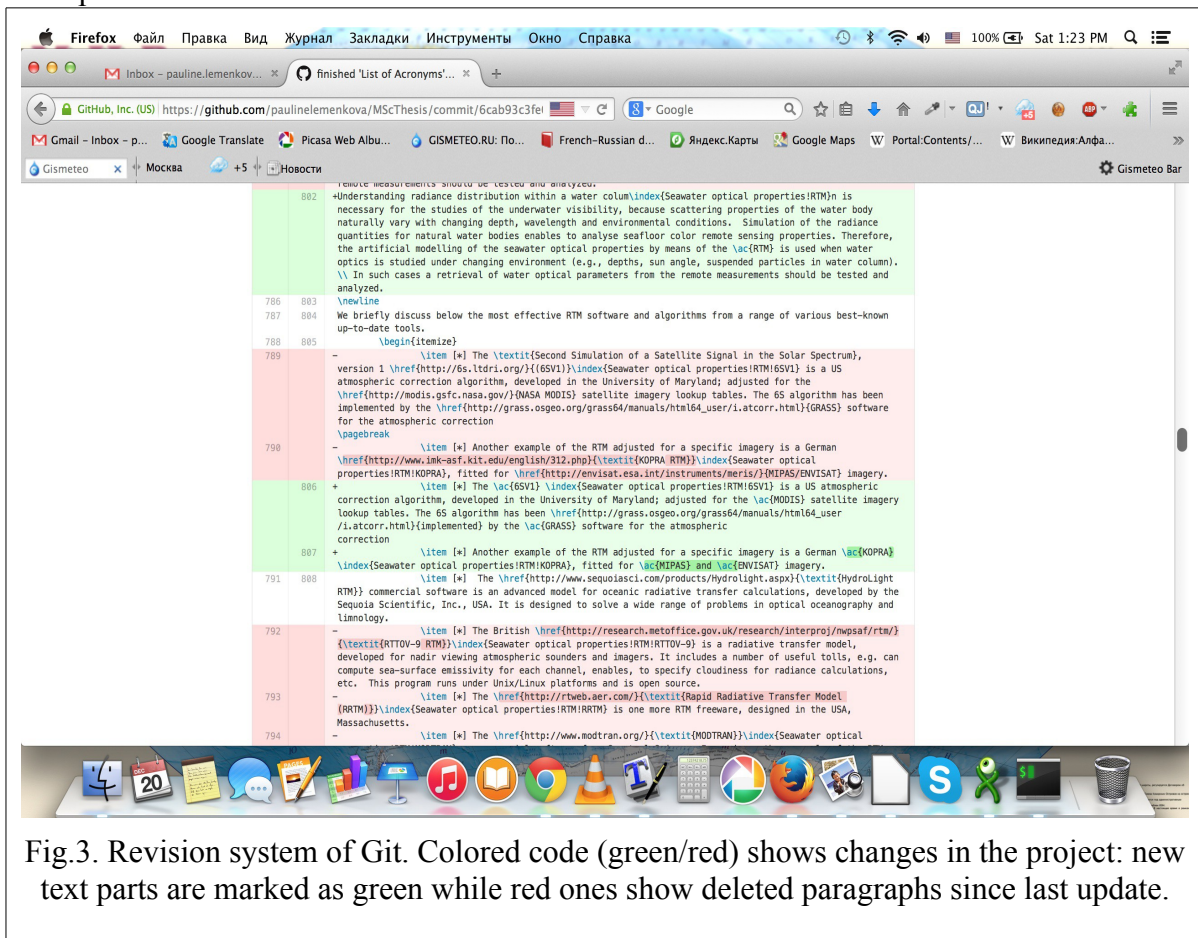 Firefox Файл Правка Вид Журнал Закладки Инструменты Окно Справка 100% Sat 1:23 PM
Inbox – pauline.lemenkov... × finished 'List of Acronyms'... × +
GitHub, Inc. (US) https://github.com/paulinelemenkova/MScThesis/commit/6cab93c3fe Google
Gmail – Inbox – p... Google Translate Picasa Web Albu... GISMETEO.RU: По... French-Russian d... Яндекс.Карты Google Maps Portal:Contents/... Википедия:Алфа... »
Gismeteo × Москва +5 Новости Gismeteo Bar
remote measurements should be tested and analyzed.
802 +Understanding radiance distribution within a water colum\index{Seawater optical properties!RTM}n is
necessary for the studies of the underwater visibility, because scattering properties of the water body
naturally vary with changing depth, wavelength and environmental conditions. Simulation of the radiance
quantities for natural water bodies enables to analyse seafloor color remote sensing properties. Therefore,
the artificial modelling of the seawater optical properties by means of the \ac{RTM} is used when water
optics is studied under changing environment (e.g., depths, sun angle, suspended particles in water column).
\\ In such cases a retrieval of water optical parameters from the remote measurements should be tested and
analyzed.
786 803 \newline
787 804 We briefly discuss below the most effective RTM software and algorithms from a range of various best-known
up-to-date tools.
788 805 \begin{itemize}
789 - \item [*] The \textit{Second Simulation of a Satellite Signal in the Solar Spectrum},
version 1 \href{http://6s.ltdri.org/}{(6SV1)}\index{Seawater optical properties!RTM!6SV1} is a US
atmospheric correction algorithm, developed in the University of Maryland; adjusted for the
\href{http://modis.gsfc.nasa.gov/}{NASA MODIS} satellite imagery lookup tables. The 6S algorithm has been
implemented by the \href{http://grass.osgeo.org/grass64/manuals/html64_user/i.atcorr.html}{GRASS} software
for the atmospheric correction
\pagebreak
790 - \item [*] Another example of the RTM adjusted for a specific imagery is a German
\href{http://www.imk-asf.kit.edu/english/312.php}{\textit{KOPRA RTM}}\index{Seawater optical
properties!RTM!KOPRA}, fitted for \href{http://envisat.esa.int/instruments/meris/}{MIPAS/ENVISAT} imagery.
806 + \item [*] The \ac{6SV1} \index{Seawater optical properties!RTM!6SV1} is a US atmospheric
correction algorithm, developed in the University of Maryland; adjusted for the \ac{MODIS} satellite imagery
lookup tables. The 6S algorithm has been \href{http://grass.osgeo.org/grass64/manuals/html64_user
/i.atcorr.html}{implemented} by the \ac{GRASS} software for the atmospheric
correction
807 + \item [*] Another example of the RTM adjusted for a specific imagery is a German \ac{KOPRA}
\index{Seawater optical properties!RTM!KOPRA}, fitted for \ac{MIPAS} and \ac{ENVISAT} imagery.
791 808 \item [*] The \href{http://www.sequoiasci.com/products/Hydrolight.aspx}{\textit{HydroLight
RTM}} commercial software is an advanced model for oceanic radiative transfer calculations, developed by the
Sequoia Scientific, Inc., USA. It is designed to solve a wide range of problems in optical oceanography and
limnology.
792 - \item [*] The British \href{http://research.metoffice.gov.uk/research/interproj/nwpsaf/rtm/}
{\textit{RTTOV-9 RTM}}\index{Seawater optical properties!RTM!RTTOV-9} is a radiative transfer model,
developed for nadir viewing atmospheric sounders and imagers. It includes a number of useful tolls, e.g. can
compute sea-surface emissivity for each channel, enables, to specify cloudiness for radiance calculations,
etc. This program runs under Unix/Linux platforms and is open source.
793 - \item [*] The \href{http://rtweb.aer.com/}{\textit{Rapid Radiative Transfer Model
(RRTM)}}\index{Seawater optical properties!RTM!RRTM} is one more RTM freeware, designed in the USA,
Massachusetts.
794 - \item [*] The \href{http://www.modtran.org/}{\textit{MODTRAN}}\index{Seawater optical
DEC
20
PAGES
Fig.3. Revision system of Git. Colored code (green/red) shows changes in the project: new
text parts are marked as green while red ones show deleted paragraphs since last update.